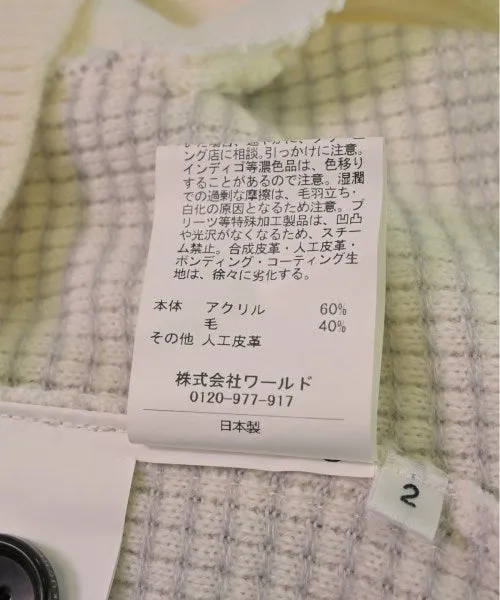 ング店に相談。引っかけに注意。
インディゴ等濃色品は、色移り
することがあるので注意。湿潤
での過剰な摩擦は、毛羽立ち・
白化の原因となるため注意。プ
リーツ等特殊加工製品は、凹凸
や光沢がなくなるため、スチー
ム禁止。合成皮革・人工皮革・
ボンディング・コーティング生
地は、徐々に劣化する。
本体 アクリル 60%
毛 40%
その他 人工皮革
株式会社ワールド
0120-977-917
日本製
2